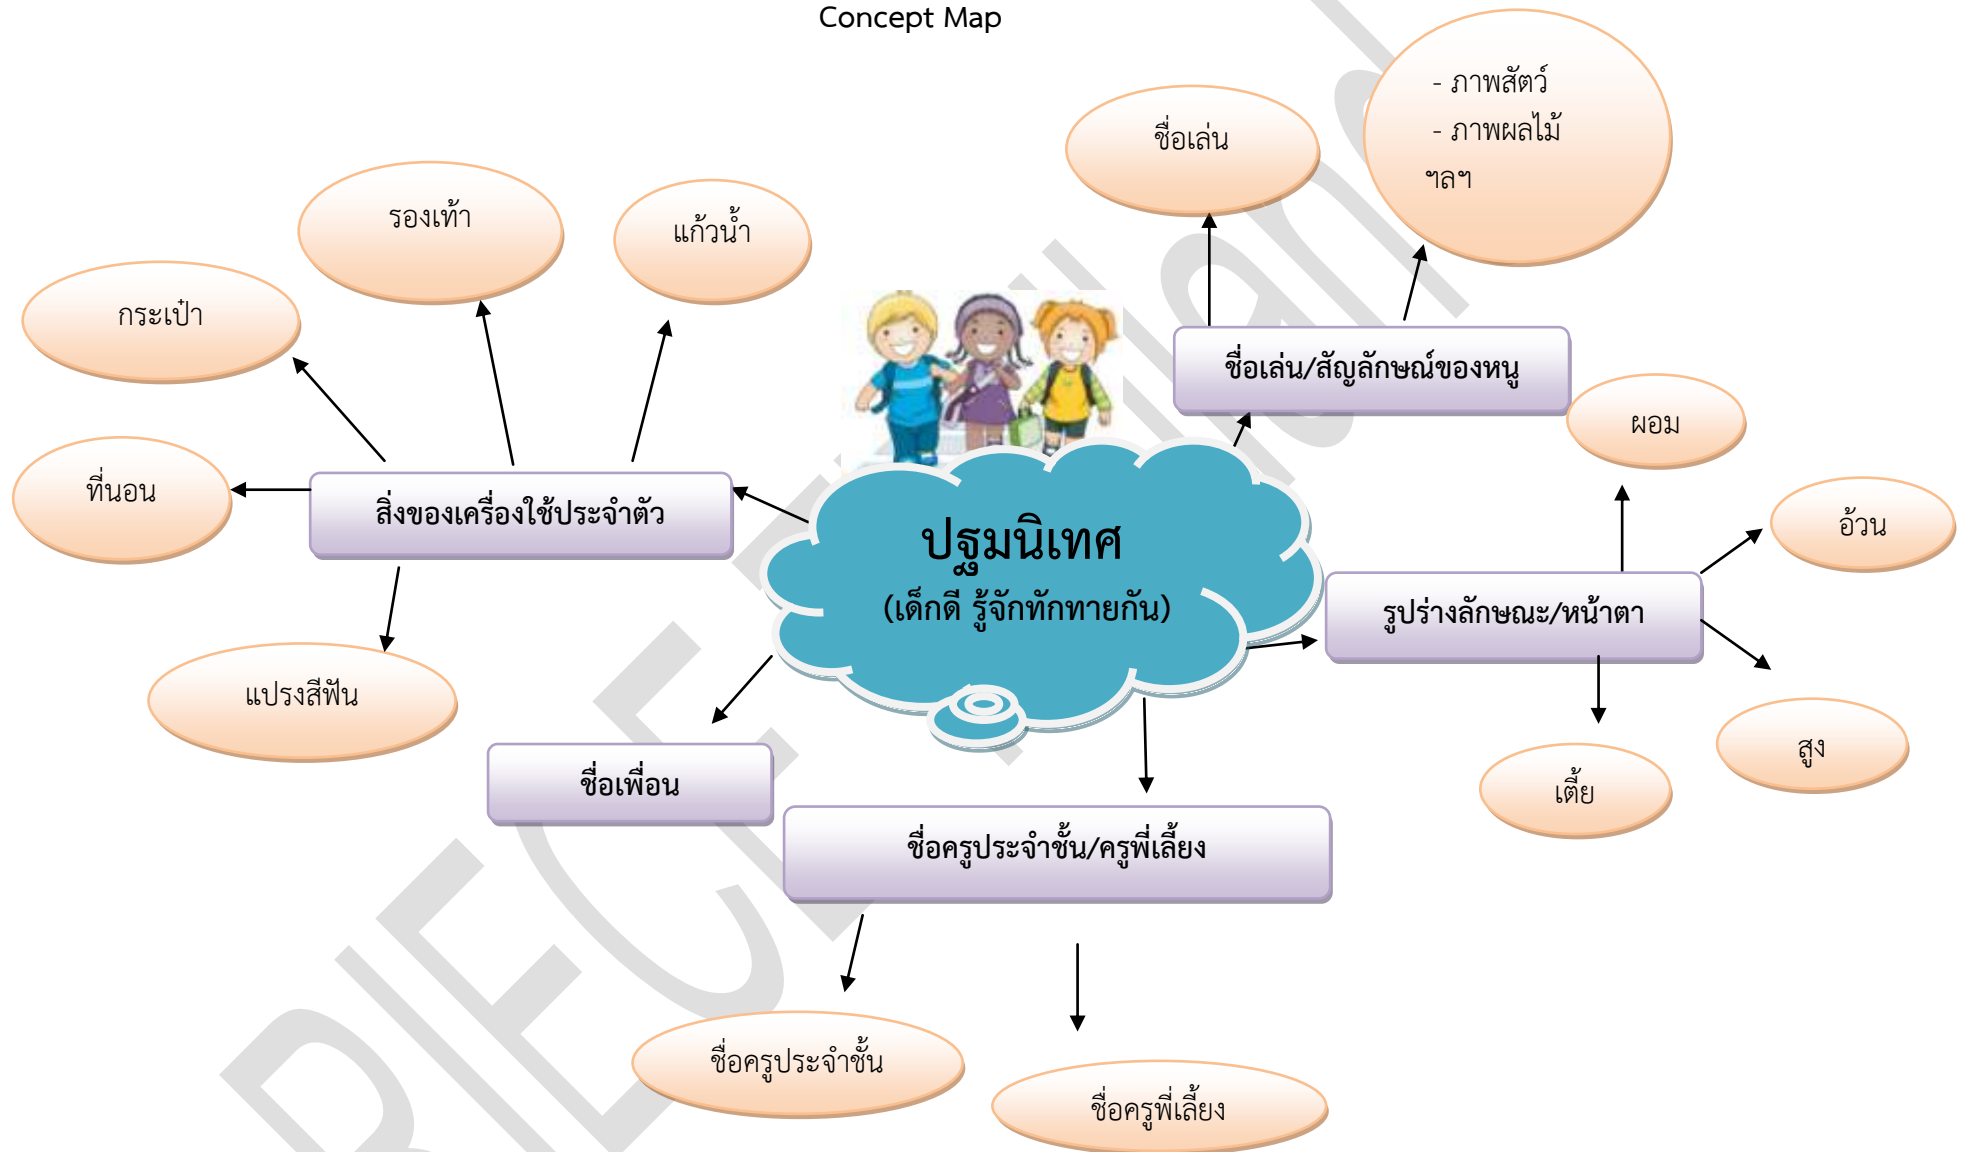 Concept Map
- ภาพสัตว์
- ภาพผลไม้
ฯลฯ
ชื่อเล่น
รองเท้า
แก้วน้ำ
กระเป๋า
ชื่อเล่น/สัญลักษณ์ของหนู
ผอม
ที่นอน
สิ่งของเครื่องใช้ประจำตัว
อ้วน
ปฐมนิเทศ
(เด็กดี รู้จักทักทายกัน)
รูปร่างลักษณะ/หน้าตา
แปรงสีฟัน
สูง
เตี้ย
ชื่อเพื่อน
ชื่อครูประจำชั้น/ครูพี่เลี้ยง
ชื่อครูประจำชั้น
ชื่อครูพี่เลี้ยง